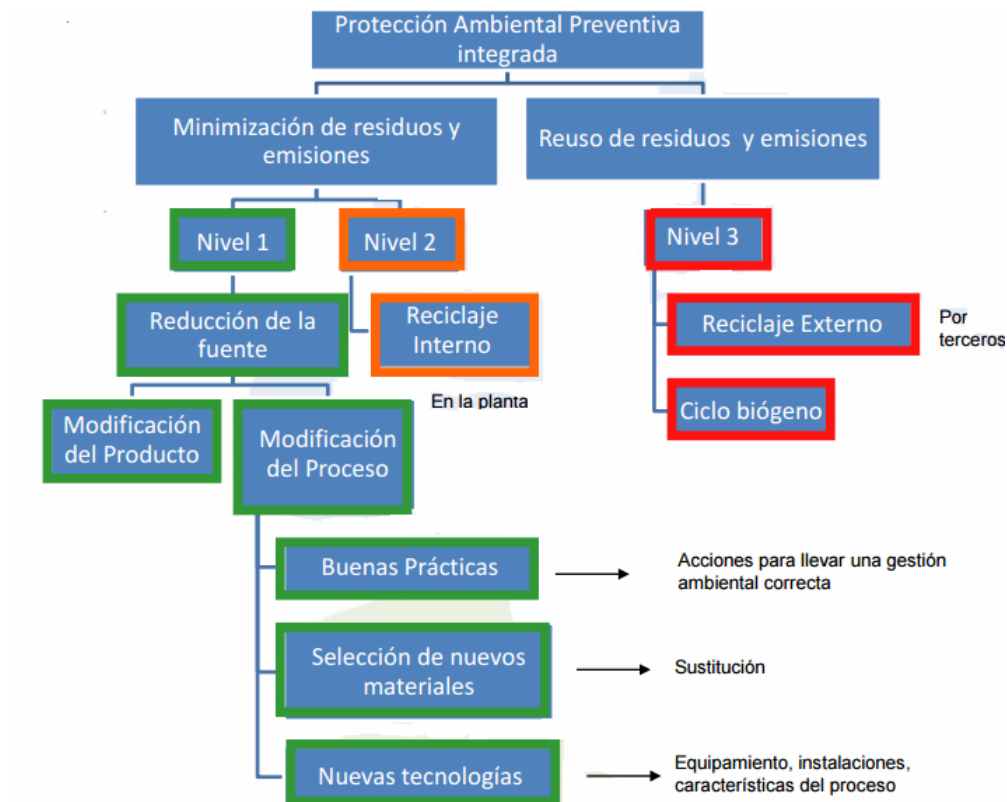 Protección Ambiental Preventiva
integrada
Minimización de residuos y
emisiones
Reuso de residuos y emisiones
Nivel 1
Nivel 2
Nivel 3
Reducción de la
fuente
Reciclaje
Interno
En la planta
Reciclaje Externo
Por
terceros
Ciclo biógeno
Modificación
del Producto
Modificación
del Proceso
Buenas Prácticas
Acciones para llevar una gestión
ambiental correcta
Selección de nuevos
materiales
Sustitución
Nuevas tecnologías
Equipamiento, instalaciones,
características del proceso